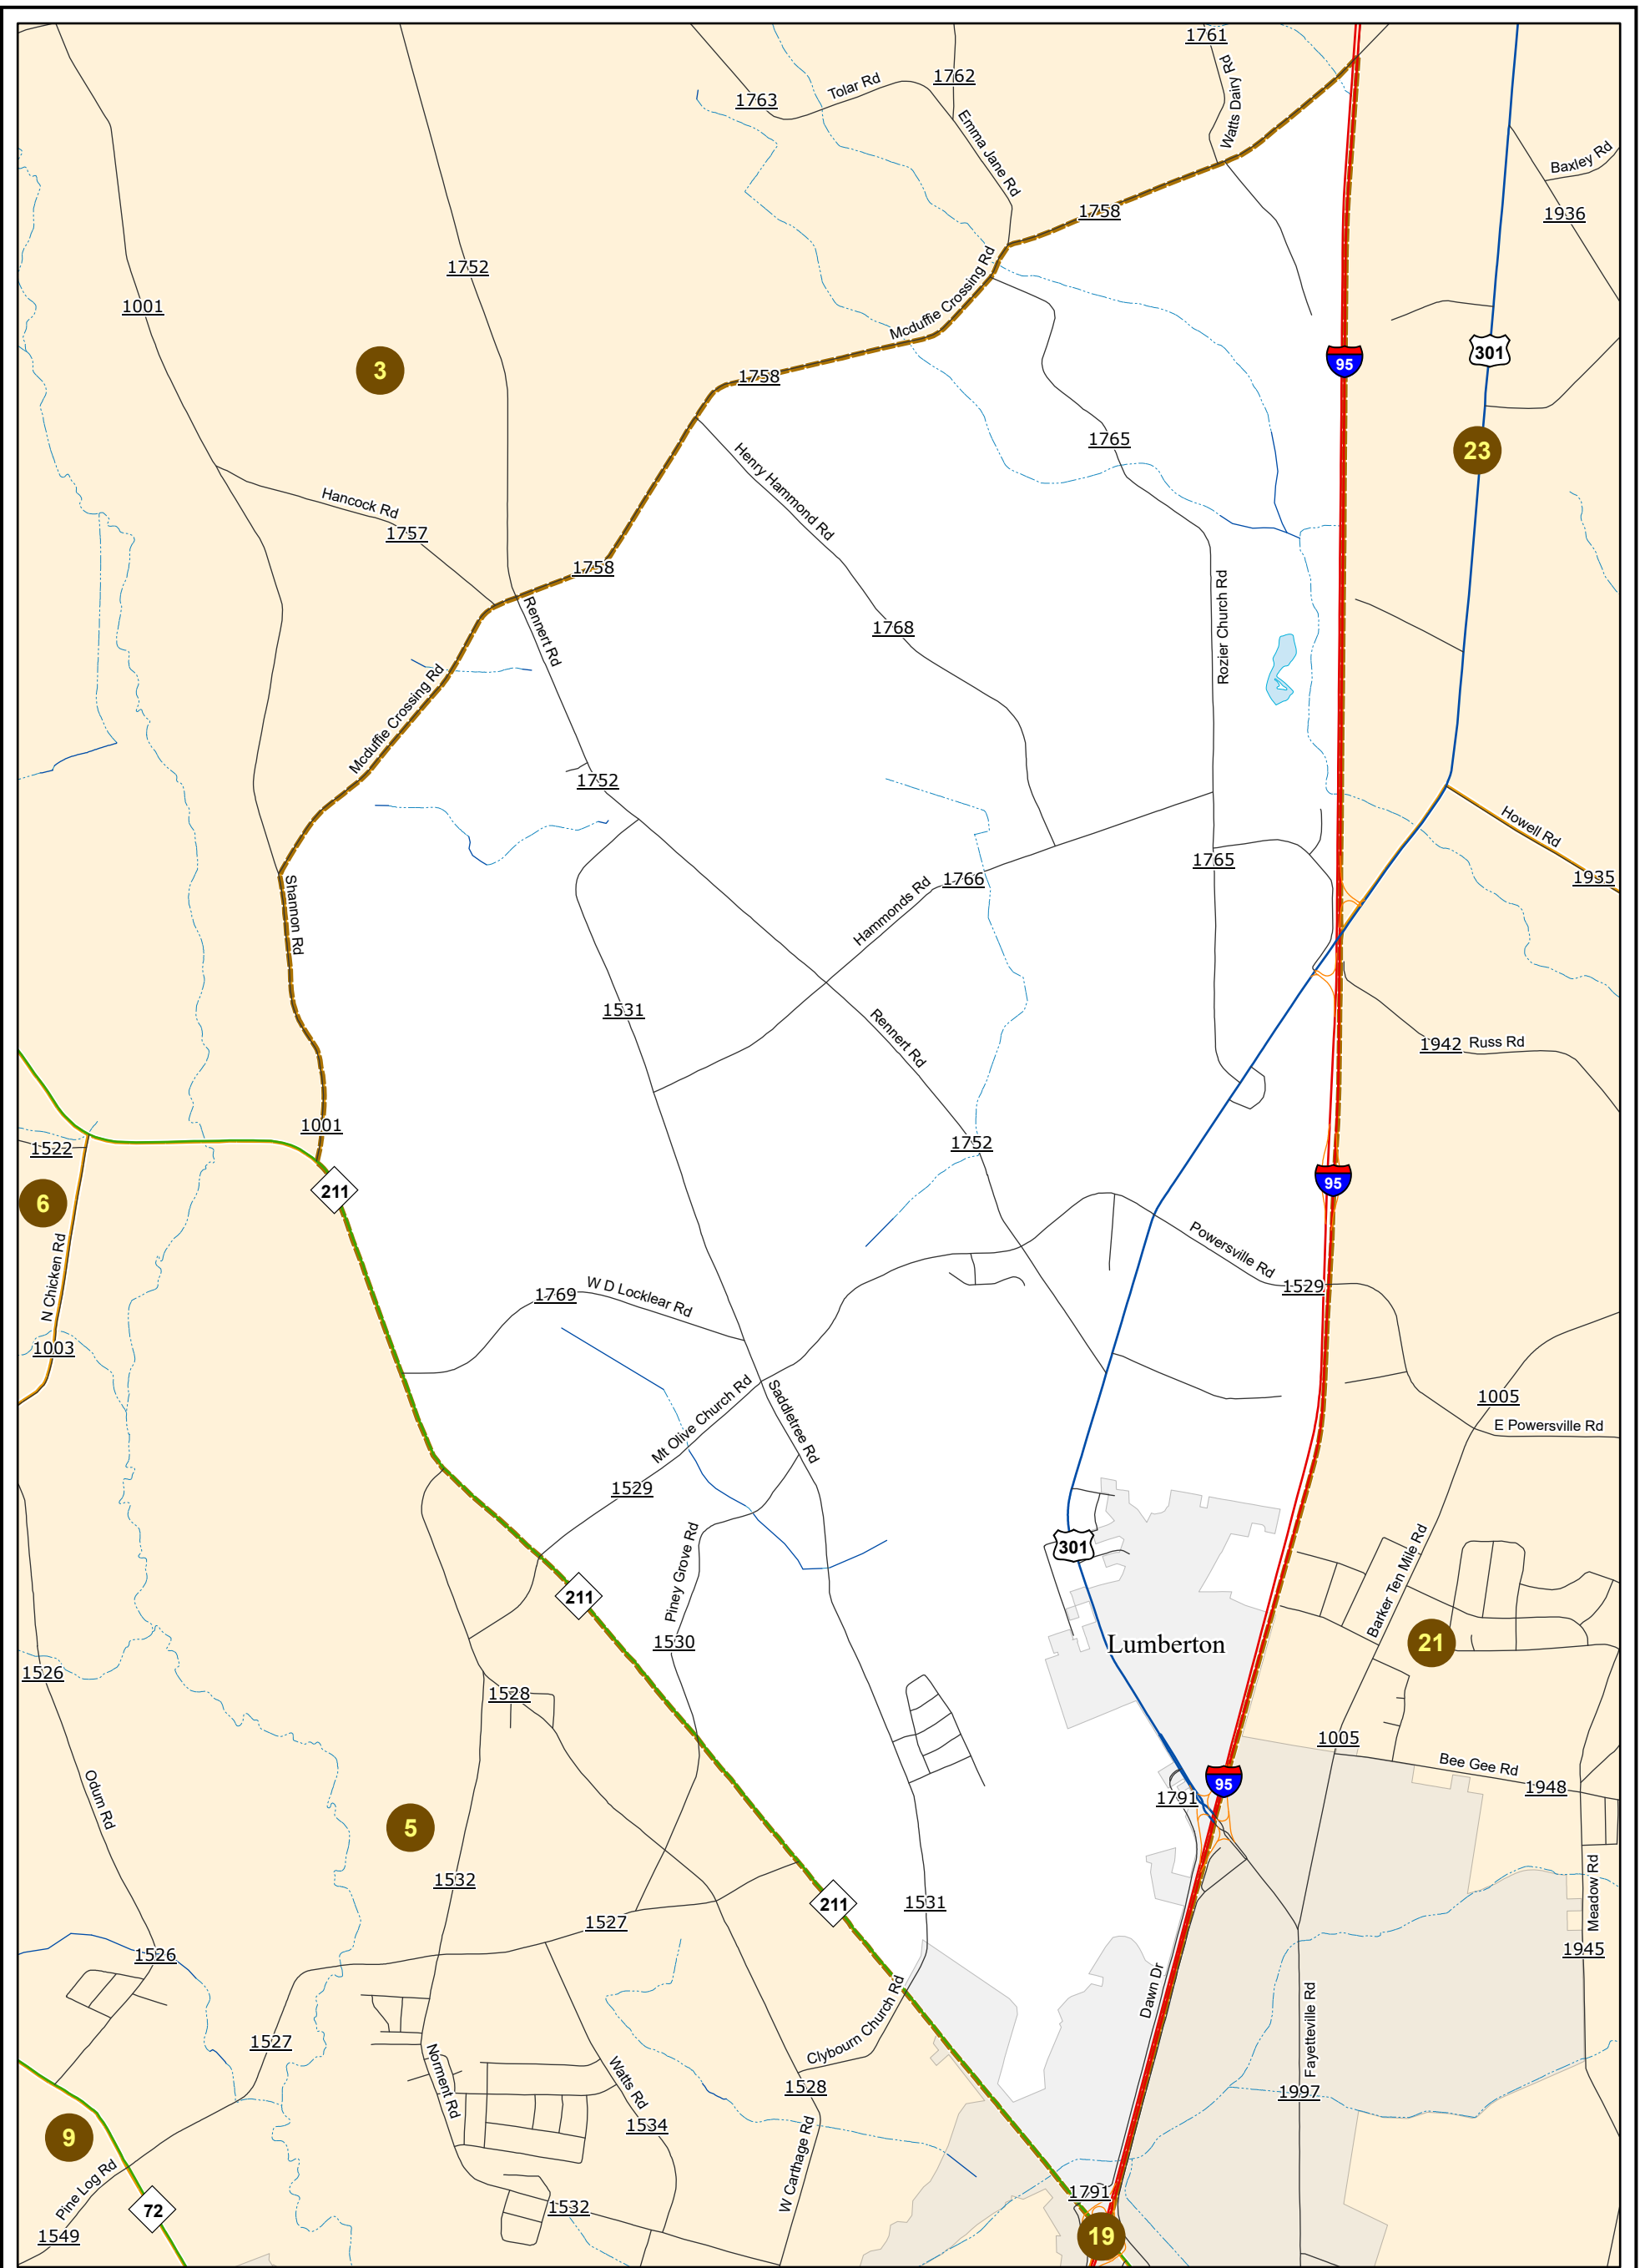 1761
1762
Tolar Rd
1763
Watts Dairy Rd
Emma Jane Rd
Baxley Rd
1758
1936
1752
1001
Mcduffie Crossing Rd
301
95
3
1758
1765
23
Henry Hammond Rd
Hancock Rd
1757
1758
Rennert Rd
1768
Rozier Church Rd
Mcduffie Crossing Rd
1752
Howell Rd
1765
1766
1935
Hammonds Rd
Shannon Rd
1531
Rennert Rd
1942
Russ Rd
1001
1522
1752
95
211
6
Powersville Rd
N Chicken Rd
1769
W D Locklear Rd
1529
1003
1005
Mt Olive Church Rd
Saddletree Rd
E Powersville Rd
1529
301
Piney Grove Rd
Barker Ten Mile Rd
211
1530
Lumberton
21
1526
1528
1005
Bee Gee Rd
95
1948
1791
Odum Rd
5
1532
211
1531
Meadow Rd
1527
1945
1526
Dawn Dr
Clybourn Church Rd
Fayetteville Rd
1527
Norment Rd
Watts Rd
1528
1997
1534
9
W Carthage Rd
Pine Log Rd
1791
72
1532
1549
19